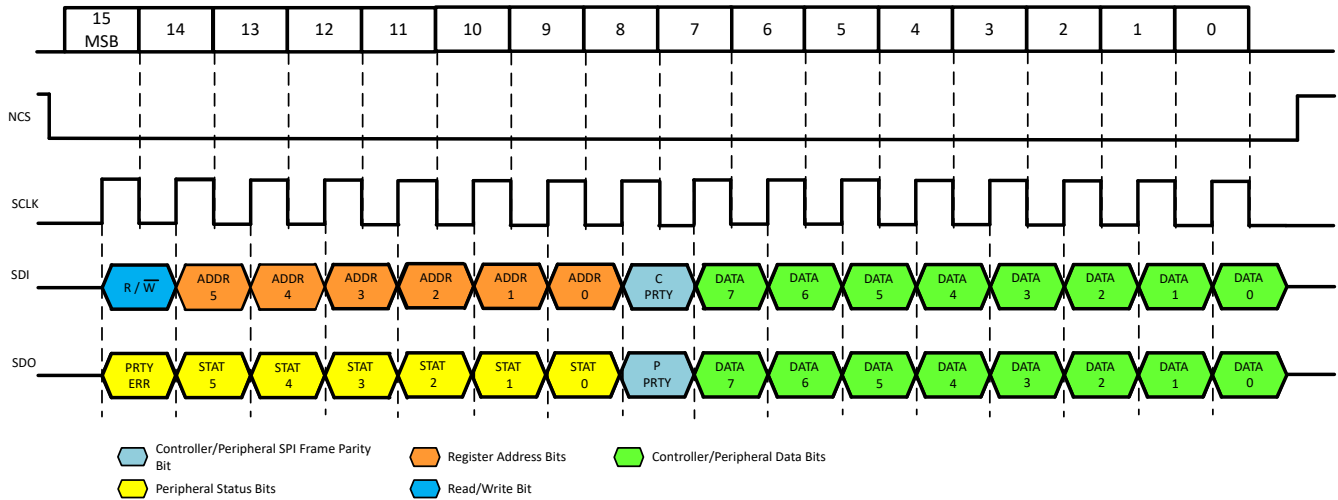 15 MSB 14 13 12 11 10 9 8 7 6 5 4 3 2 1 0
NCS
SCLK
SDI R / W̅ ADDR 5 ADDR 4 ADDR 3 ADDR 2 ADDR 1 ADDR 0 C PRTY DATA 7 DATA 6 DATA 5 DATA 4 DATA 3 DATA 2 DATA 1 DATA 0
SDO PRTY ERR STAT 5 STAT 4 STAT 3 STAT 2 STAT 1 STAT 0 P PRTY DATA 7 DATA 6 DATA 5 DATA 4 DATA 3 DATA 2 DATA 1 DATA 0
Controller/Peripheral SPI Frame Parity
Bit
Register Address Bits
Controller/Peripheral Data Bits
Peripheral Status Bits
Read/Write Bit